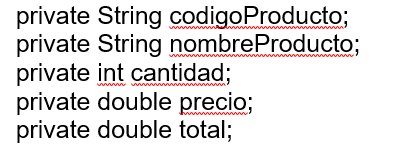 private String codigoProducto;
private String nombreProducto;
private int cantidad;
private double precio;
private double total;